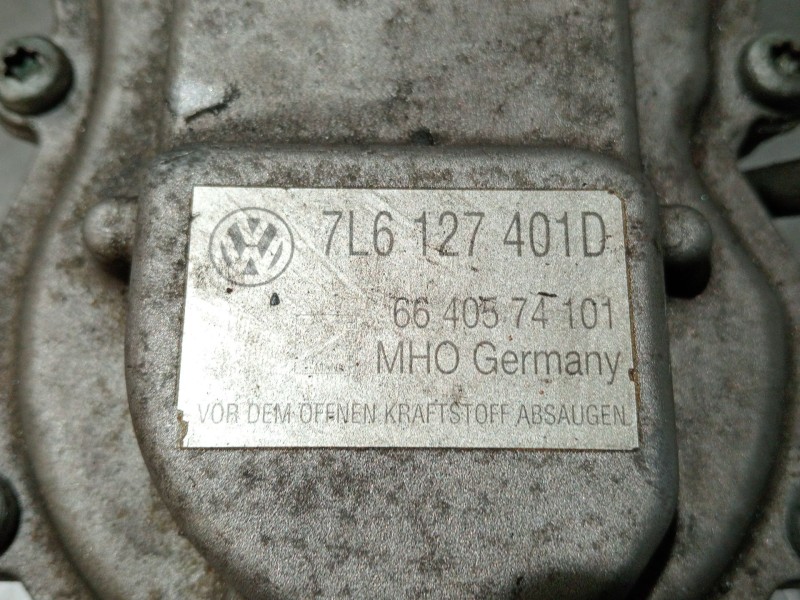 7L6 127 401D
66 405 74 101
MHO Germany
VOR DEM ÖFFNEN KRAFTSTOFF ABSAUGEN